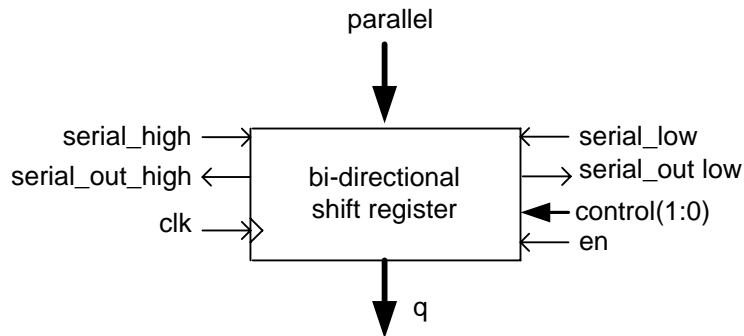 parallel
serial_high
serial_low
serial_out_high
bi-directional
shift register
serial_out low
clk
control(1:0)
en
q